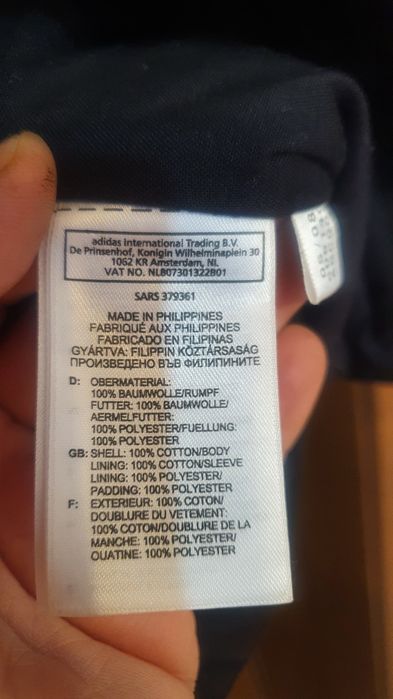 adidas International Trading B.V.
De Prinsenhof, Konigin Wilhelminaplein 30
1062 KR Amsterdam, NL
VAT NO. NL807301322B01
SARS 379361
MADE IN PHILIPPINES
FABRIQUÉ AUX PHILIPPINES
FABRICADO EN FILIPINAS
GYÁRTVA: FILIPPIN KÖZTÁRSASÁG
ПРОИЗВЕДЕНО ВЪВ ФИЛИПИНИТЕ
D: OBERMATERIAL:
100% BAUMWOLLE/RUMPF
FUTTER: 100% BAUMWOLLE/
AERMELFUTTER:
100% POLYESTER/FUELLUNG:
100% POLYESTER
GB: SHELL: 100% COTTON/BODY
LINING: 100% COTTON/SLEEVE
LINING: 100% POLYESTER/
PADDING: 100% POLYESTER
F: EXTERIEUR: 100% COTON/
DOUBLURE DU VETEMENT:
100% COTON/DOUBLURE DE LA
MANCHE: 100% POLYESTER/
OUATINE: 100% POLYESTER